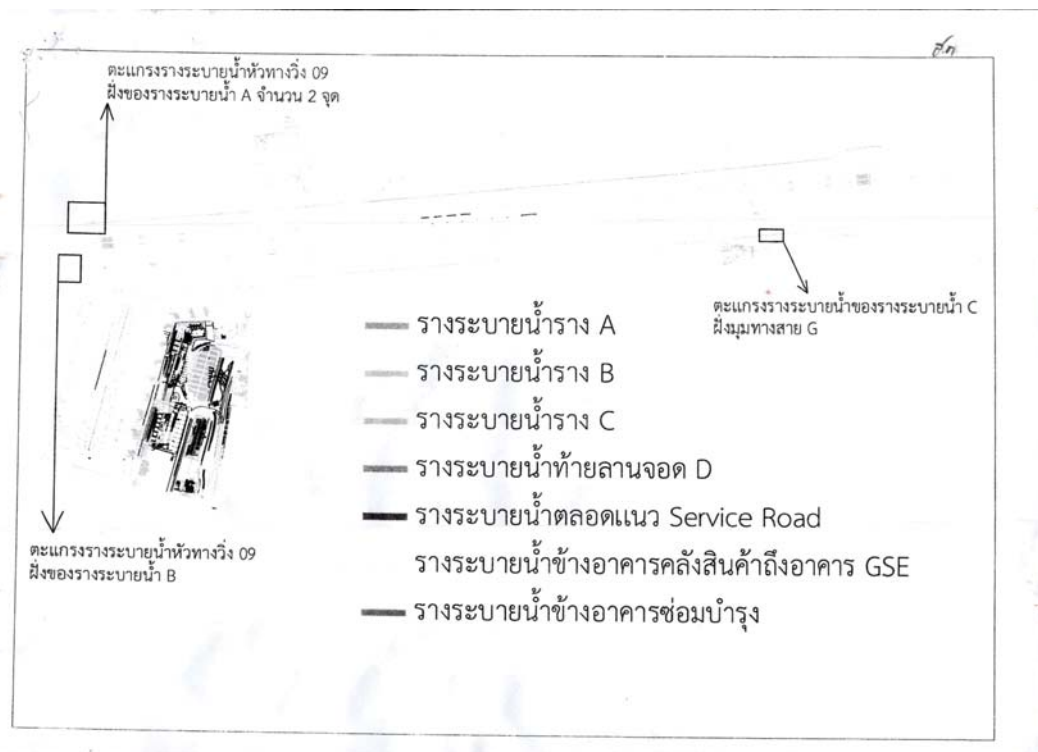 ตะแกรงรางระบายน้ำหัวทางวิ่ง 09
ฝั่งของรางระบายน้ำ A จำนวน 2 จุด
ตะแกรงรางระบายน้ำของรางระบายน้ำ C
ฝั่งมุมทางสาย G
รางระบายน้ำราง A
รางระบายน้ำราง B
รางระบายน้ำราง C
รางระบายน้ำท้ายลานจอด D
รางระบายน้ำตลอดแนว Service Road
รางระบายน้ำข้างอาคารคลังสินค้าถึงอาคาร GSE
รางระบายน้ำข้างอาคารซ่อมบำรุง
ตะแกรงรางระบายน้ำหัวทางวิ่ง 09
ฝั่งของรางระบายน้ำ B